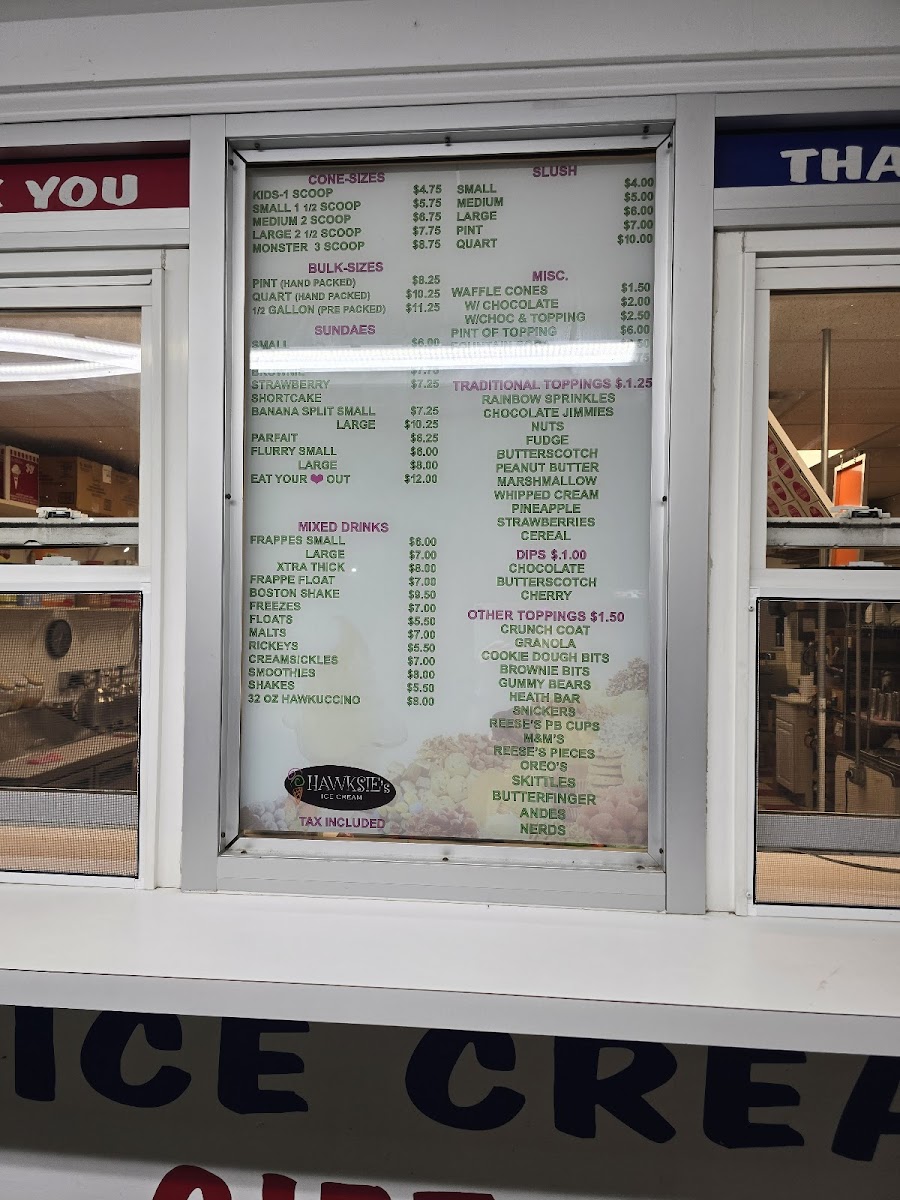 YOU
THA
CONE-SIZES
KIDS-1 SCOOP $4.75
SMALL 1 1/2 SCOOP $5.75
MEDIUM 2 SCOOP $6.75
LARGE 2 1/2 SCOOP $7.75
MONSTER 3 SCOOP $8.75
BULK-SIZES
PINT (HAND PACKED) $8.25
QUART (HAND PACKED) $10.25
1/2 GALLON (PRE PACKED) $11.25
SUNDAES
SMALL $6.00
BROWNIE
STRAWBERRY $7.25
SHORTCAKE
BANANA SPLIT SMALL $7.25
LARGE $10.25
PARFAIT $6.25
FLURRY SMALL $6.00
LARGE $8.00
EAT YOUR ❤ OUT $12.00
MIXED DRINKS
FRAPPES SMALL $6.00
LARGE $7.00
XTRA THICK $8.00
FRAPPE FLOAT $7.00
BOSTON SHAKE $9.50
FREEZES $7.00
FLOATS $5.50
MALTS $7.00
RICKEYS $5.50
CREAMSICKLES $7.00
SMOOTHIES $8.00
SHAKES $5.50
32 OZ HAWKUCCINO $8.00
HAWKSIE's
ICE CREAM
TAX INCLUDED
SLUSH
SMALL $4.00
MEDIUM $5.00
LARGE $6.00
PINT $7.00
QUART $10.00
MISC.
WAFFLE CONES $1.50
W/ CHOCOLATE $2.00
W/CHOC & TOPPING $2.50
PINT OF TOPPING $6.00
TRADITIONAL TOPPINGS $.1.25
RAINBOW SPRINKLES
CHOCOLATE JIMMIES
NUTS
FUDGE
BUTTERSCOTCH
PEANUT BUTTER
MARSHMALLOW
WHIPPED CREAM
PINEAPPLE
STRAWBERRIES
CEREAL
DIPS $.1.00
CHOCOLATE
BUTTERSCOTCH
CHERRY
OTHER TOPPINGS $1.50
CRUNCH COAT
GRANOLA
COOKIE DOUGH BITS
BROWNIE BITS
GUMMY BEARS
HEATH BAR
SNICKERS
REESE'S PB CUPS
M&M'S
REESE'S PIECES
OREO'S
SKITTLES
BUTTERFINGER
ANDES
NERDS
ICE CREA